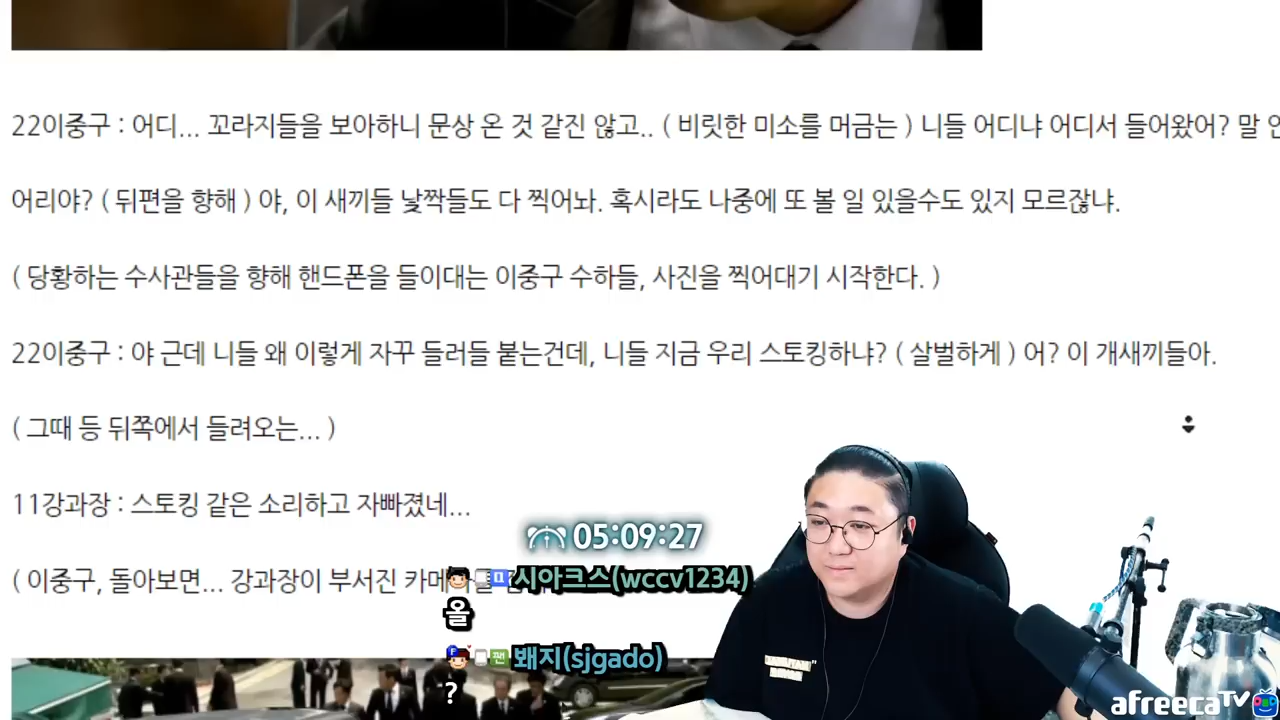 22이중구 : 어디... 꼬라지들을 보아하니 문상 온 것 같진 않고.. ( 비릿한 미소를 머금는 ) 니들 어디냐 어디서 들어왔어? 말
어리야? ( 뒤편을 향해 ) 야, 이 새끼들 낯짝들도 다 찍어놔. 혹시라도 나중에 또 볼 일 있을수도 있지 모르잖냐.
( 당황하는 수사관들을 향해 핸드폰을 들이대는 이중구 수하들, 사진을 찍어대기 시작한다. )
22이중구 : 야 근데 니들 왜 이렇게 자꾸 들러들 붙는건데, 니들 지금 우리 스토킹하냐? ( 살벌하게 ) 어? 이 개새끼들아.
( 그때 등 뒤쪽에서 들려오는... )
11강과장 : 스토킹 같은 소리하고 자빠졌네...
05:09:27
( 이중구, 돌아보면... 강과장이 부서진
시아크스(wccv1234)
올
팬 봬지(sjgado)
?
afreecaTV